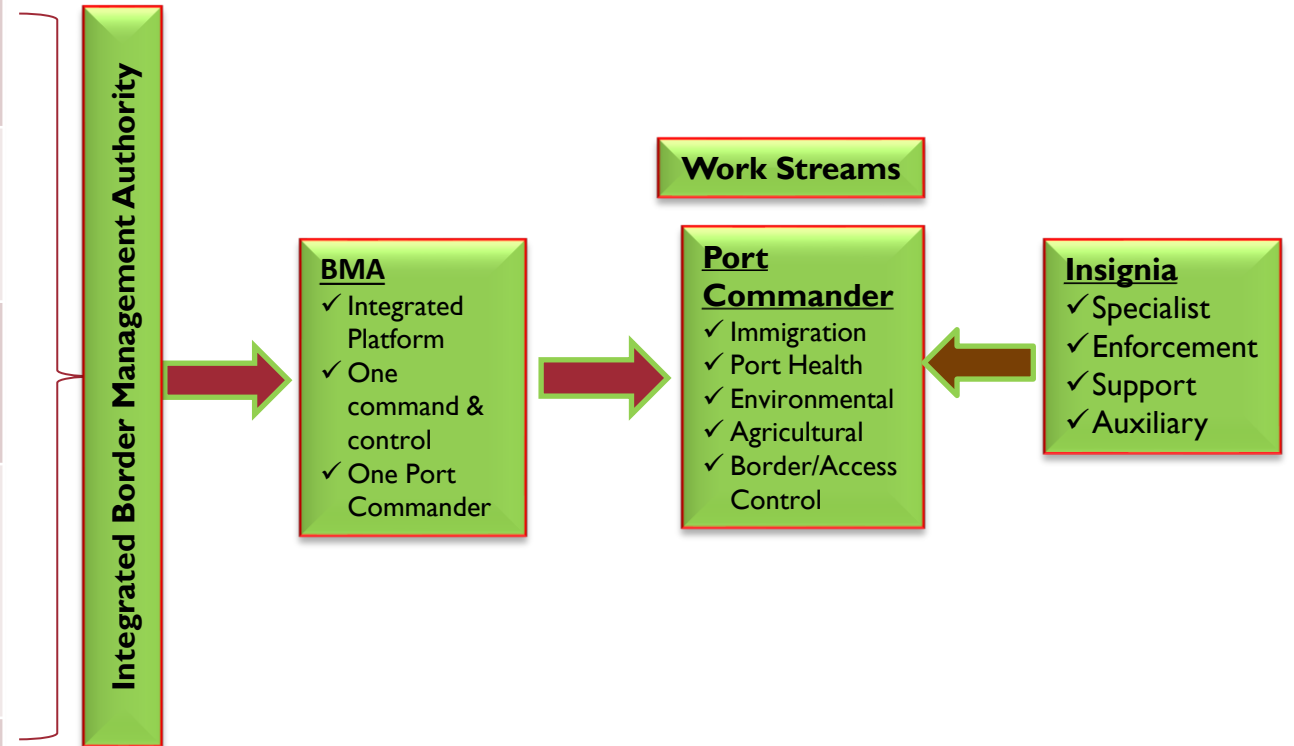 Integrated Border Management Authority
BMA
✓ Integrated
Platform
✓ One
command &
control
✓ One Port
Commander
Work Streams
Port
Commander
✓ Immigration
✓ Port Health
✓ Environmental
✓ Agricultural
✓ Border/Access
Control
Insignia
✓ Specialist
✓ Enforcement
✓ Support
✓ Auxiliary